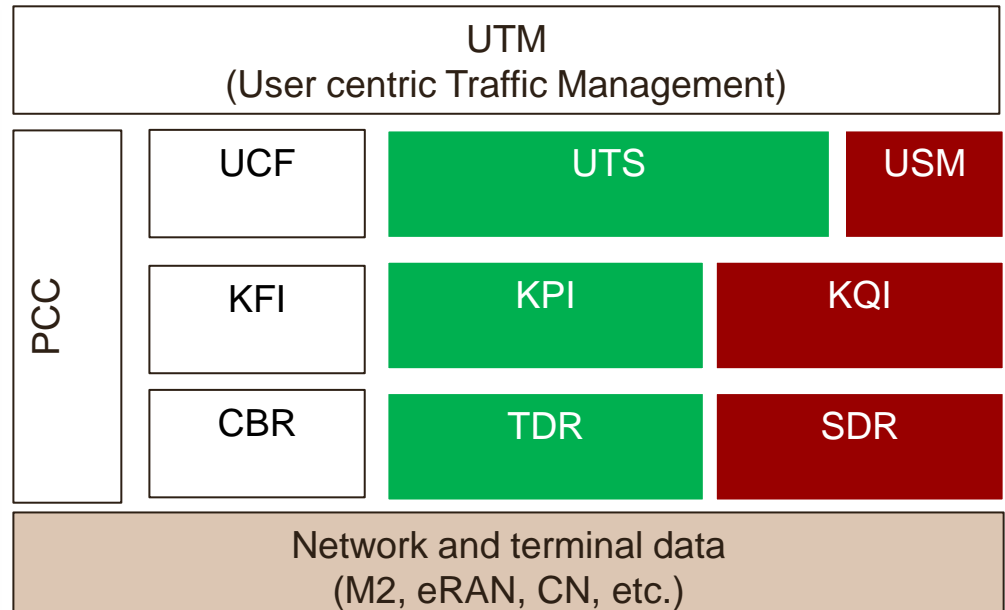 UTM
(User centric Traffic Management)
PCC
UCF
UTS
USM
KFI
KPI
KQI
CBR
TDR
SDR
Network and terminal data
(M2, eRAN, CN, etc.)